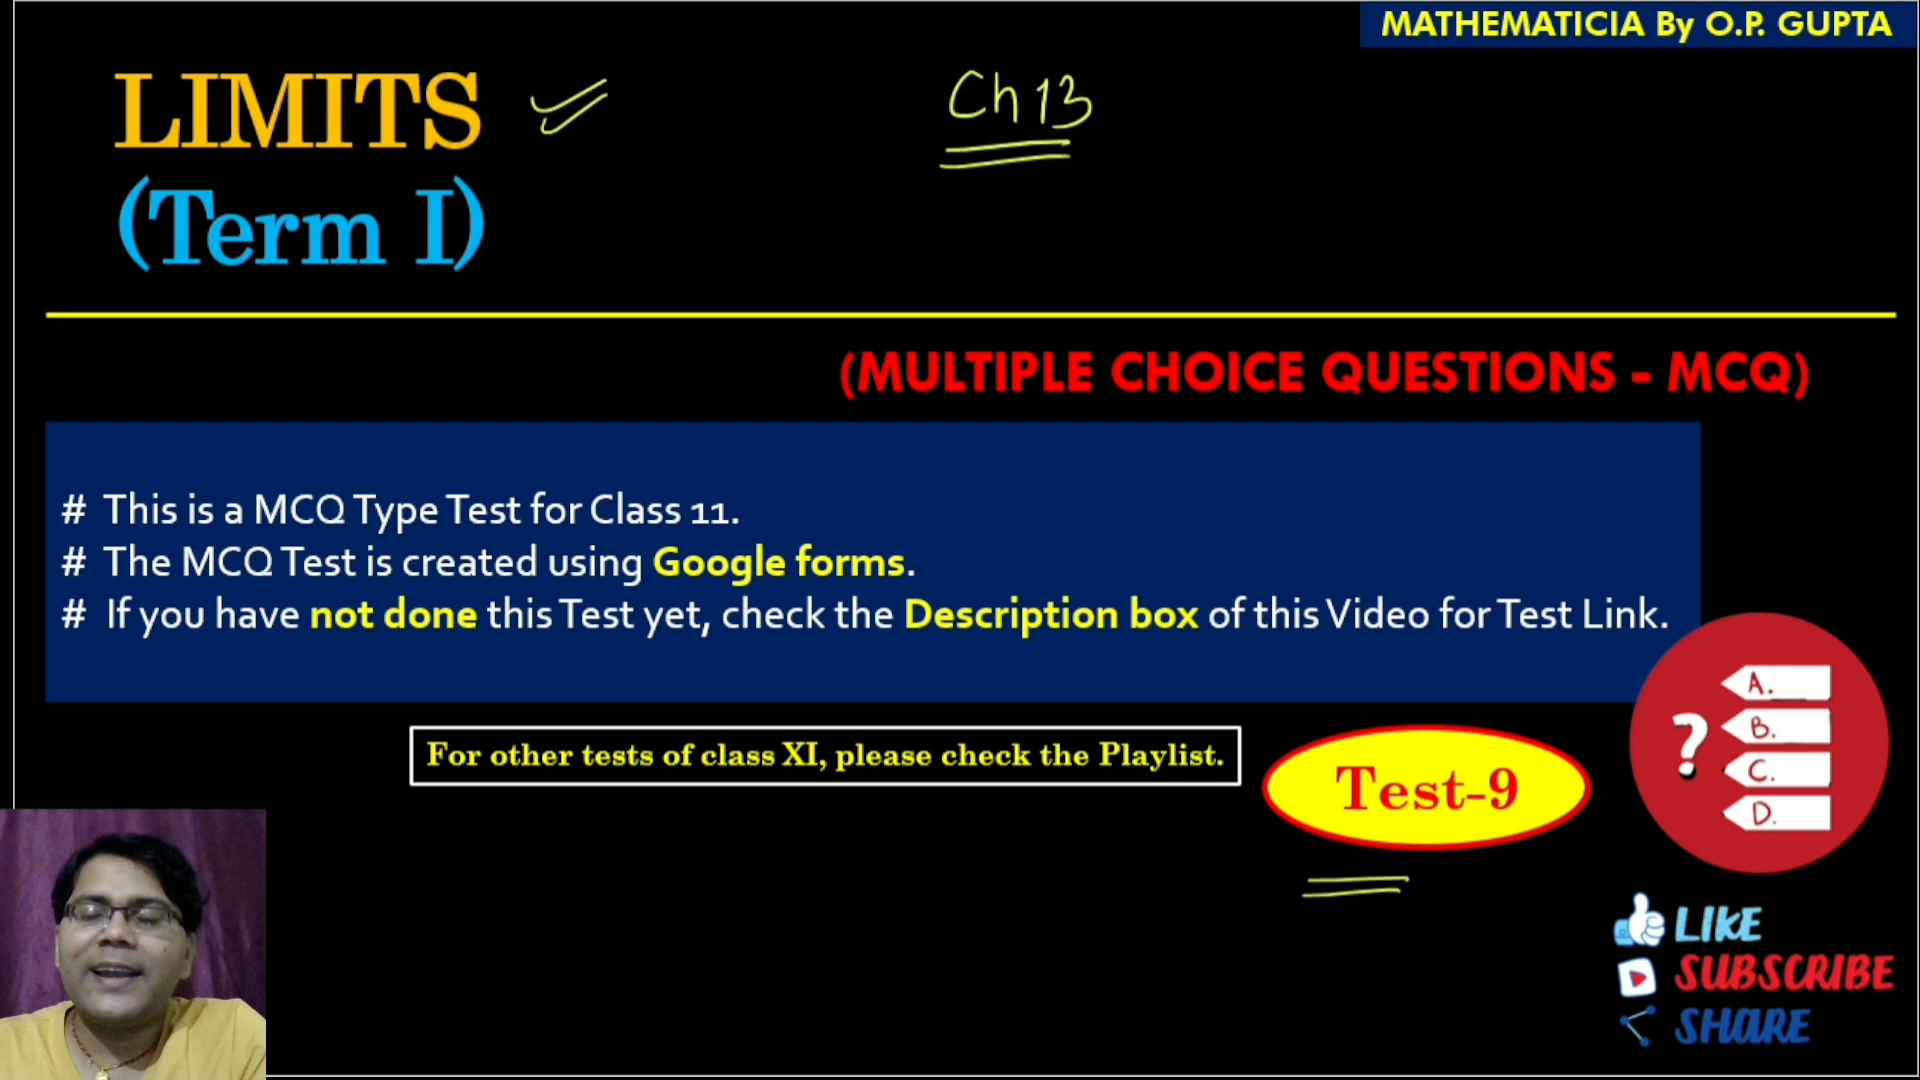 MATHEMATICIA By O.P. GUPTA
LIMITS
Ch 13
(Term I)
(MULTIPLE CHOICE QUESTIONS - MCQ)
# This is a MCQ Type Test for Class 11.
# The MCQ Test is created using Google forms.
# If you have not done this Test yet, check the Description box of this Video for Test Link.
A.
?
B.
C.
D.
For other tests of class XI, please check the Playlist.
Test-9
LIKE
SUBSCRIBE
SHARE